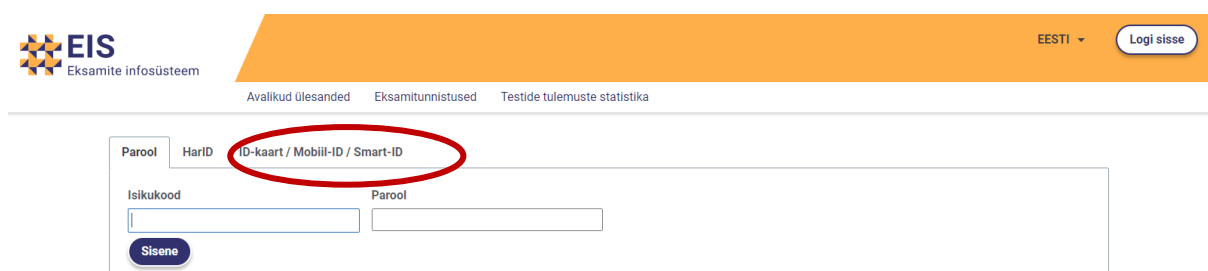 EIS
Eksamite infosüsteem
EESTI
Logi sisse
Avalikud ülesanded Eksamitunnistused Testide tulemuste statistika
Parool HarID ID-kaart / Mobiil-ID / Smart-ID
Isikukood Parool
Sisene